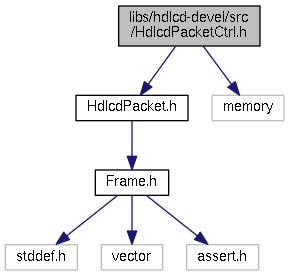 libs/hdlcd-devel/src
/HdlcdPacketCtrl.h
HdlcdPacket.h
memory
Frame.h
stddef.h
vector
assert.h